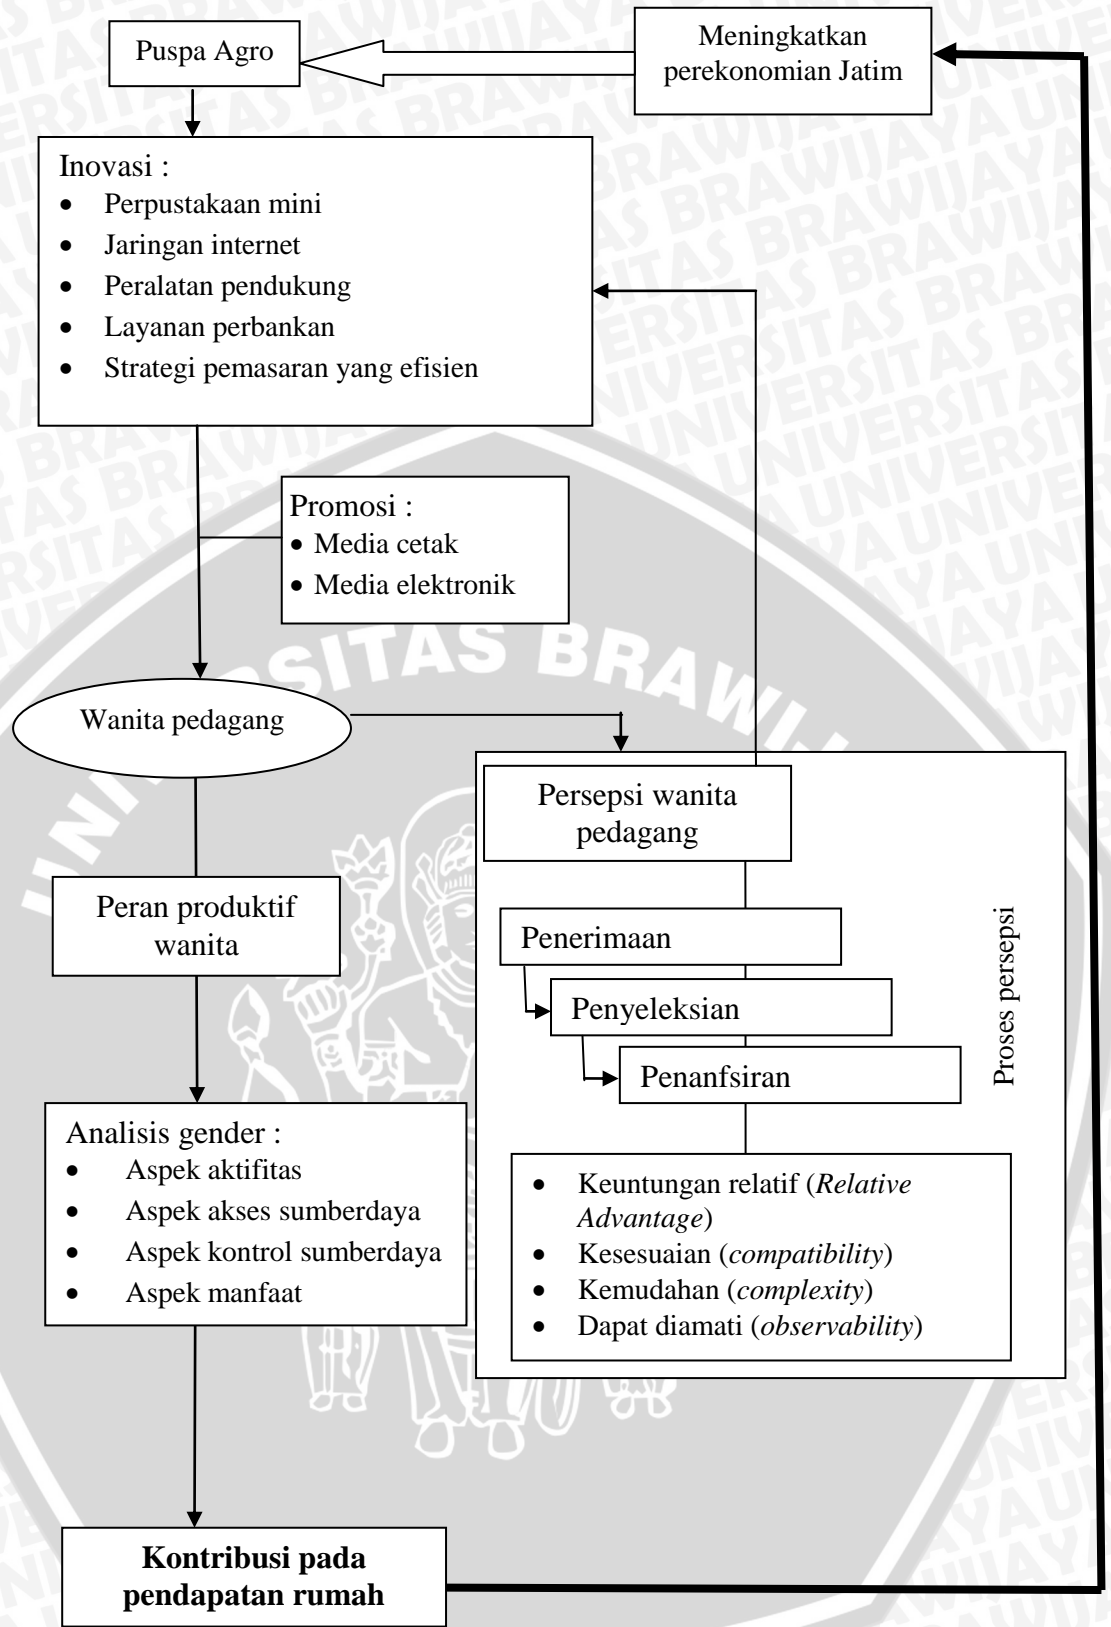 Puspa Agro
Meningkatkan
perekonomian Jatim
Inovasi :
• Perpustakaan mini
• Jaringan internet
• Peralatan pendukung
• Layanan perbankan
• Strategi pemasaran yang efisien
Promosi :
• Media cetak
• Media elektronik
Wanita pedagang
Persepsi wanita
pedagang
Peran produktif
wanita
Penerimaan
Penyeleksian
Penanfsiran
Proses persepsi
Analisis gender :
• Aspek aktifitas
• Aspek akses sumberdaya
• Aspek kontrol sumberdaya
• Aspek manfaat
• Keuntungan relatif (Relative
Advantage)
• Kesesuaian (compatibility)
• Kemudahan (complexity)
• Dapat diamati (observability)
Kontribusi pada
pendapatan rumah
UNIVERSITAS BRAWIJAYA